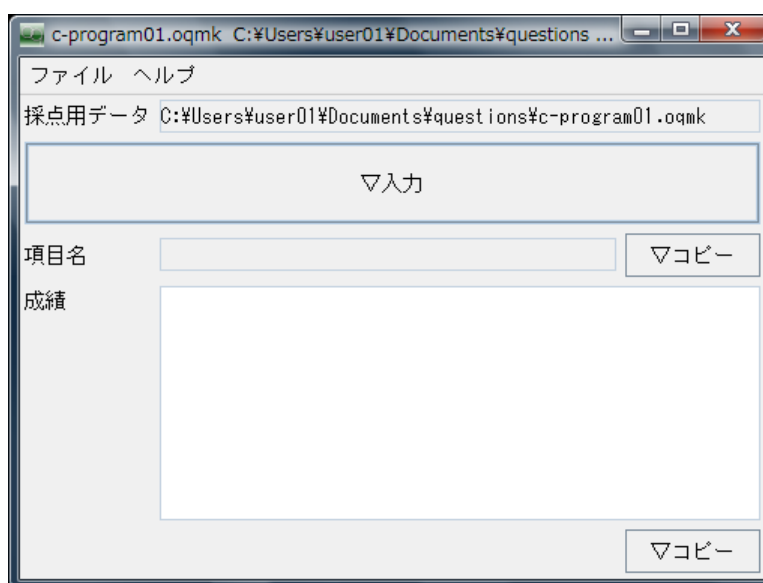 c-program01.oqmk C:¥Users¥user01¥Documents¥questions ...
ファイル ヘルプ
採点用データ C:¥Users¥user01¥Documents¥questions¥c-program01.oqmk
▽入力
項目名 ▽コピー
成績
▽コピー